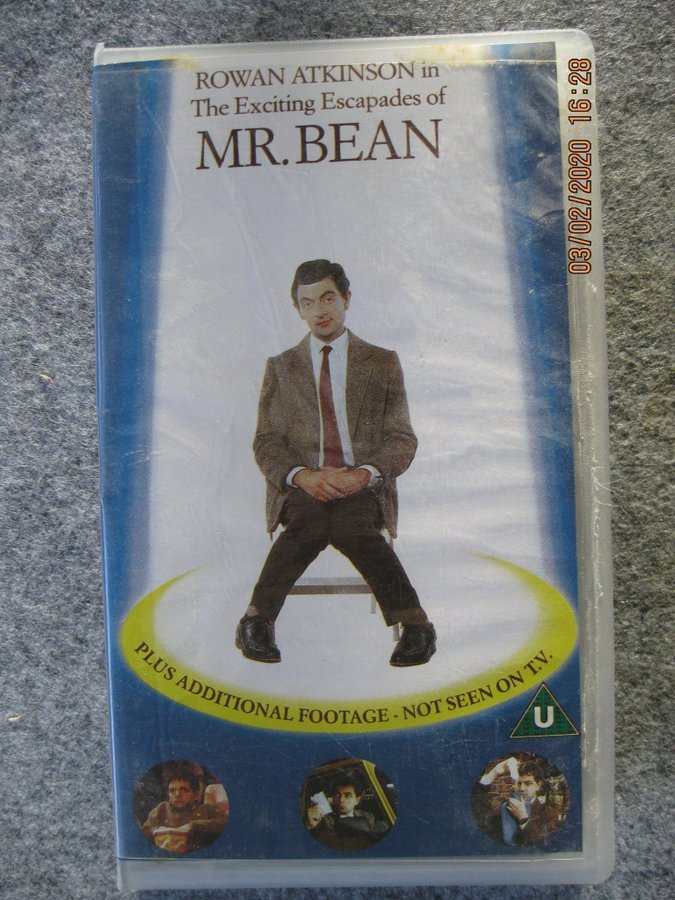 ROWAN ATKINSON in
The Exciting Escapades of
MR. BEAN
PLUS ADDITIONAL FOOTAGE - NOT SEEN ON T.V.
U
03/02/2020 16:28